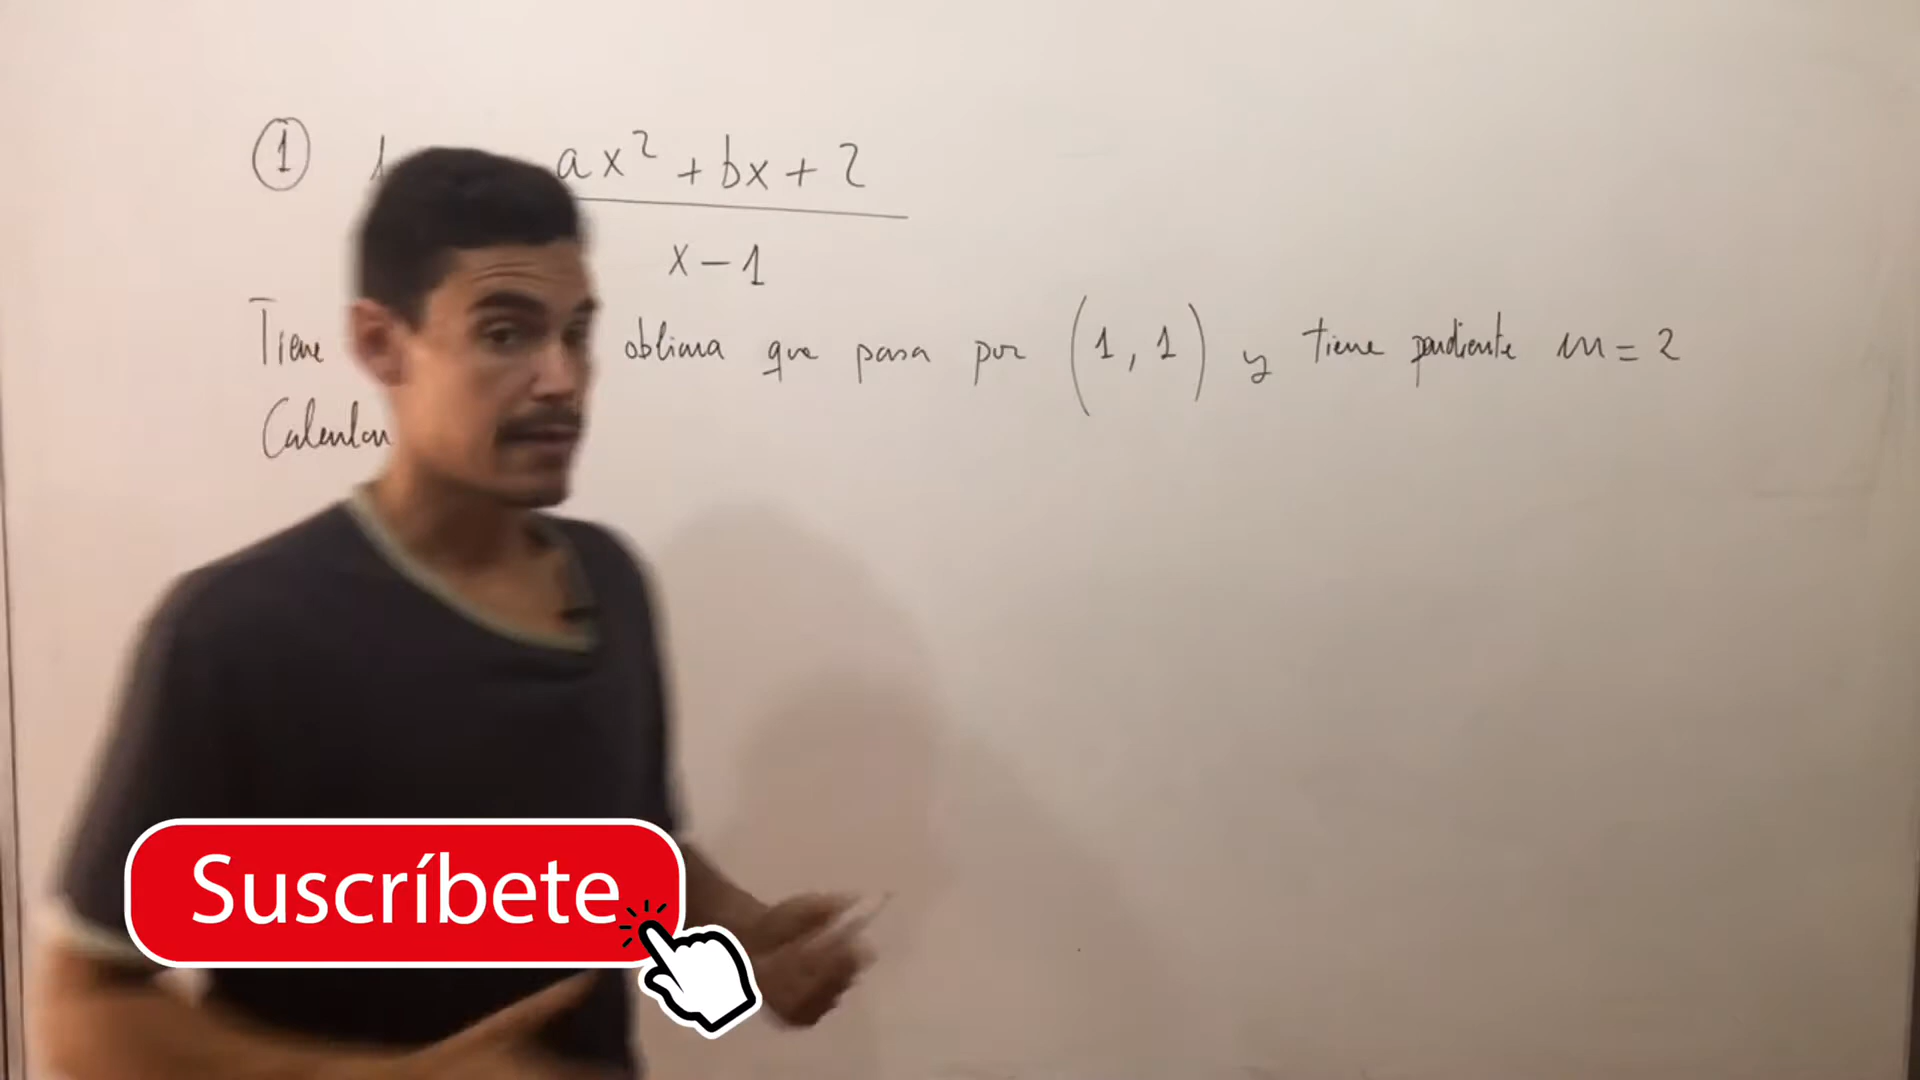 ① ax² + bx + 2
x - 1
Tiene oblicua que pasa por (1, 1) y tiene pendiente m = 2
Calcular
Suscríbete